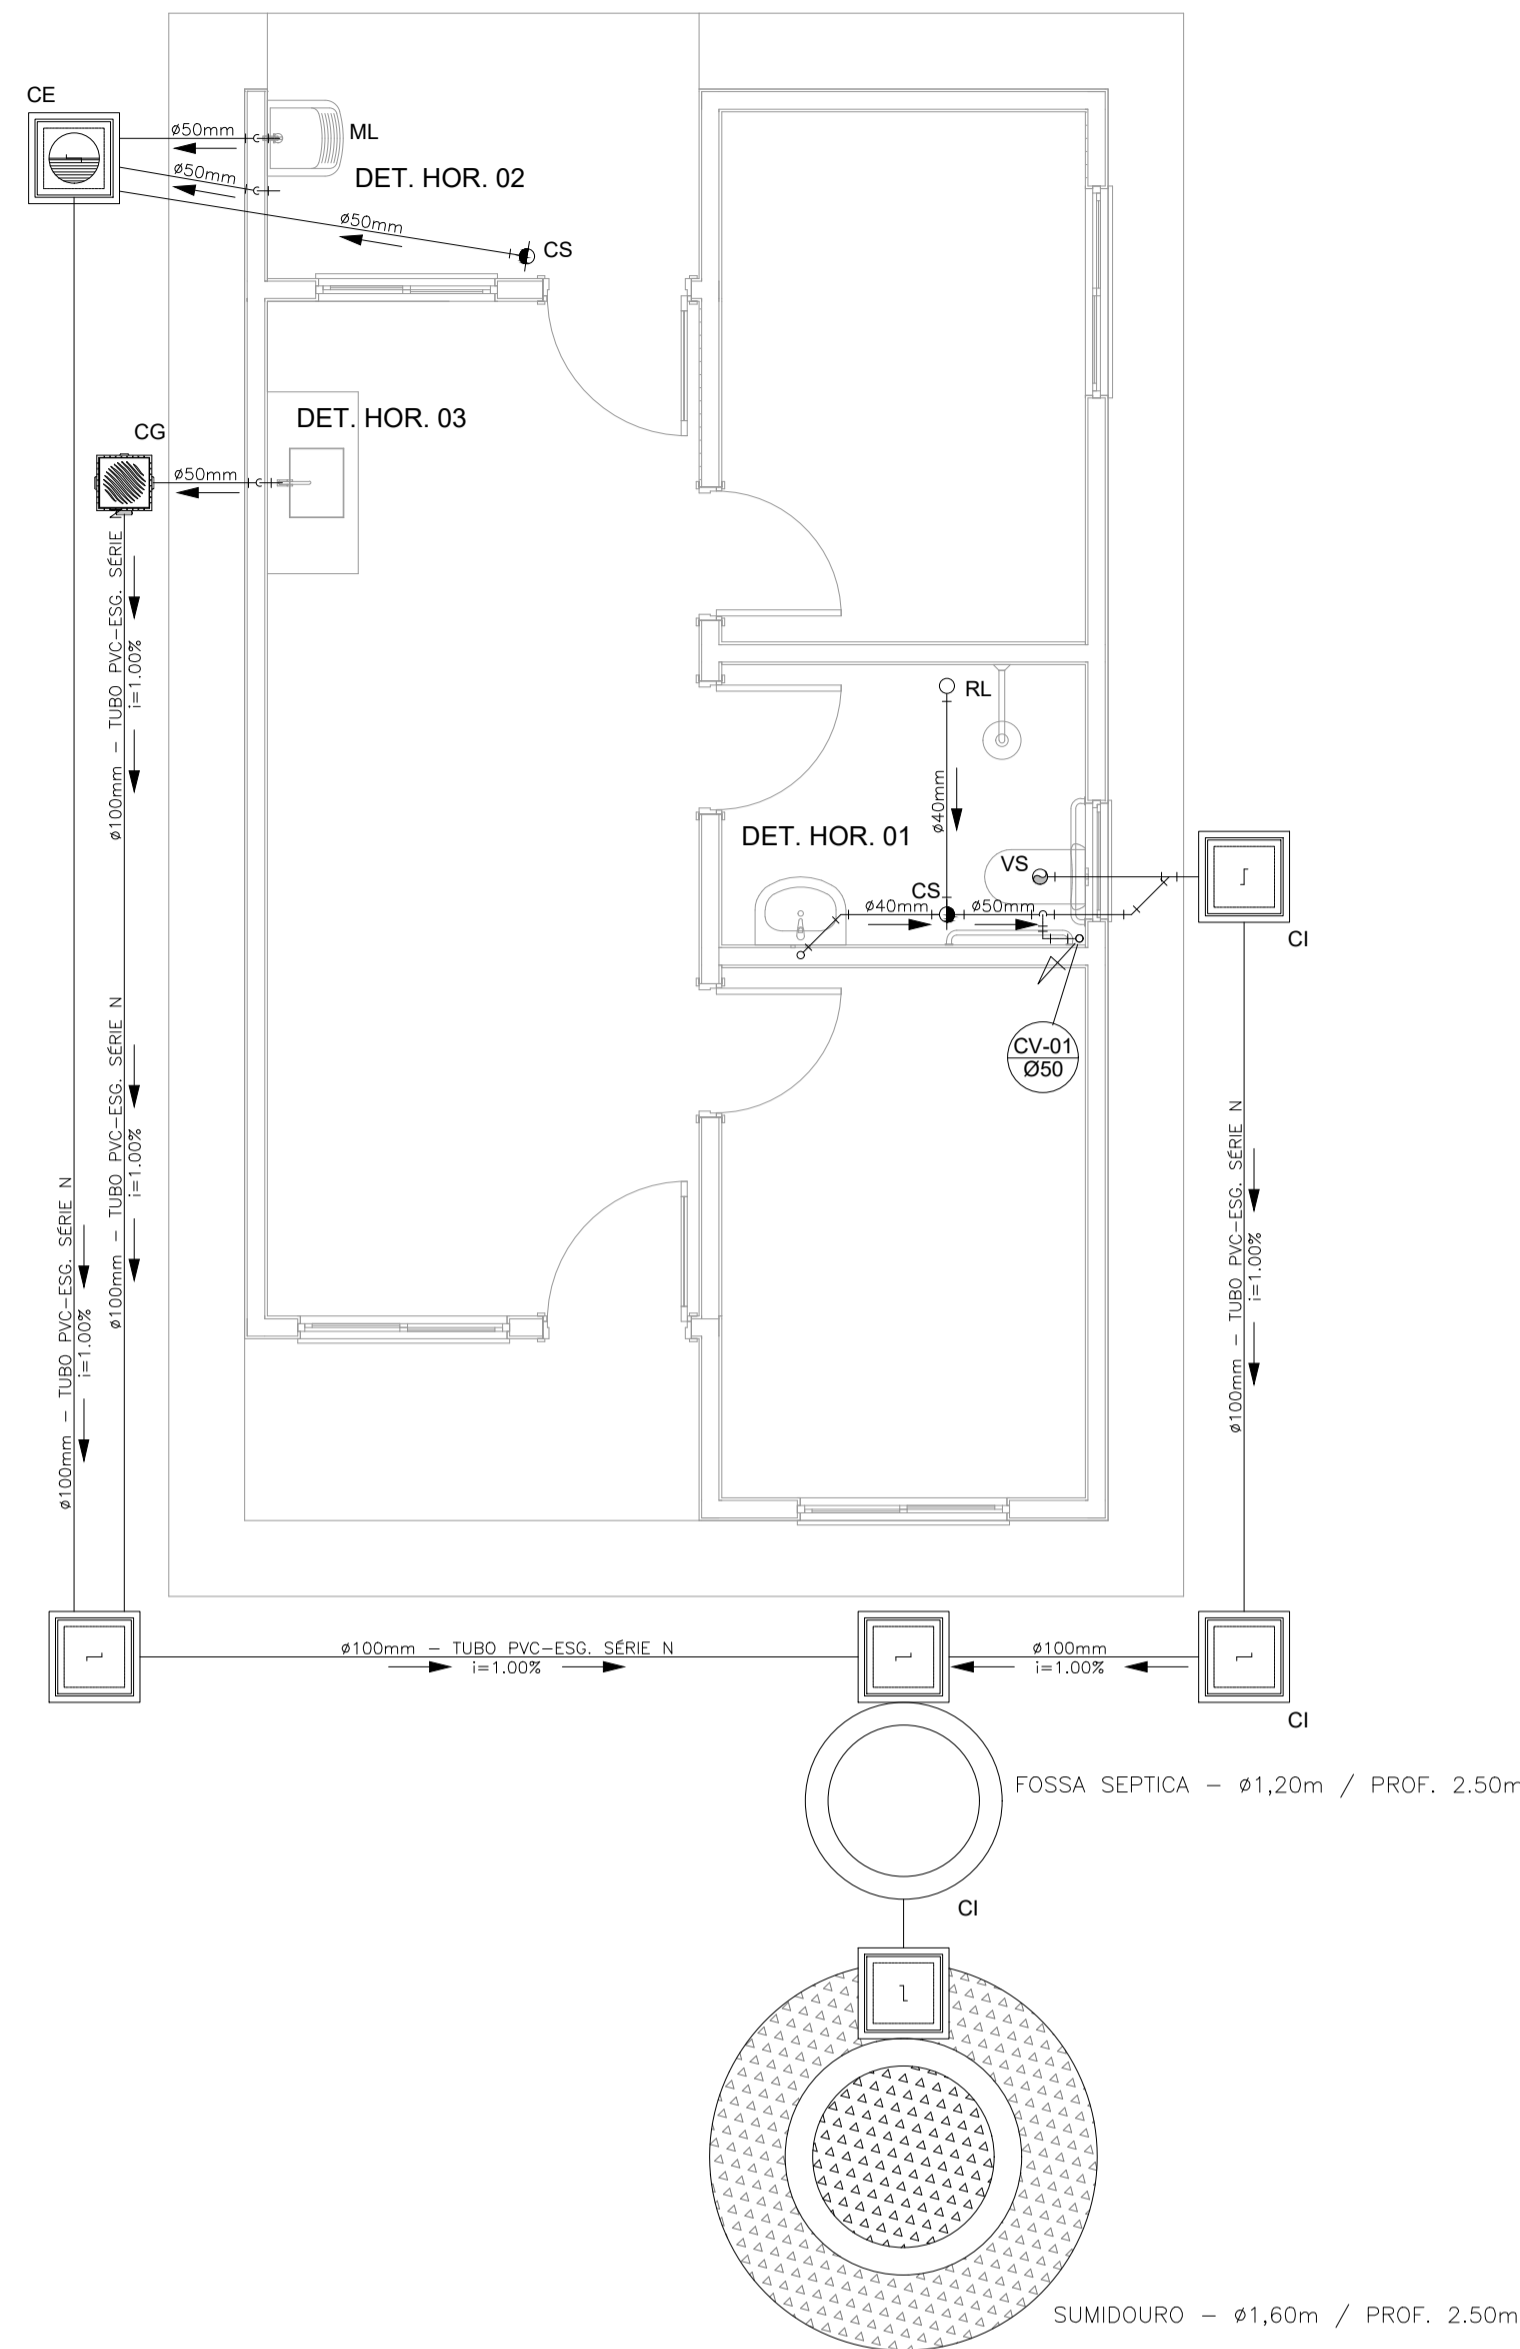 CE
ø50mm
ML
ø50mm
DET. HOR. 02
ø50mm
CS
DET. HOR. 03
CG
ø50mm
ø100mm – TUBO PVC–ESG. SÉRIE N
i=1.00%
RL
ø40mm
DET. HOR. 01
VS
CS
ø40mm
ø50mm
CI
CV-01
Ø50
ø100mm – TUBO PVC–ESG. SÉRIE N
i=1.00%
ø100mm – TUBO PVC–ESG. SÉRIE N
i=1.00%
ø100mm – TUBO PVC–ESG. SÉRIE N
i=1.00%
ø100mm – TUBO PVC–ESG. SÉRIE N
i=1.00%
ø100mm
i=1.00%
CI
FOSSA SEPTICA – ø1,20m / PROF. 2.50m
CI
SUMIDOURO – ø1,60m / PROF. 2.50m